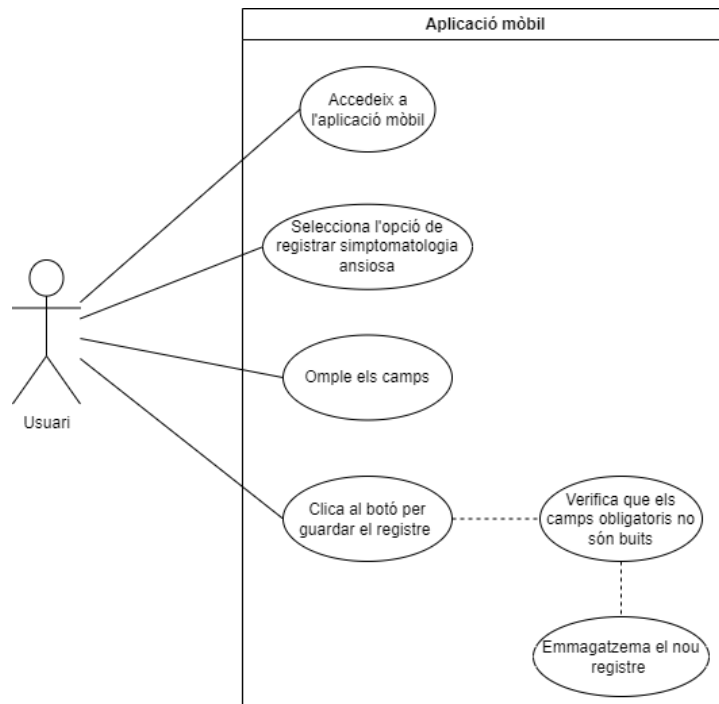 Aplicació mòbil
Accedeix a
l'aplicació mòbil
Selecciona l'opció de
registrar simptomatologia
ansiosa
Omple els camps
Usuari
Clica al botó per
guardar el registre
Verifica que els
camps obligatoris no
són buits
Emmagatzema el nou
registre